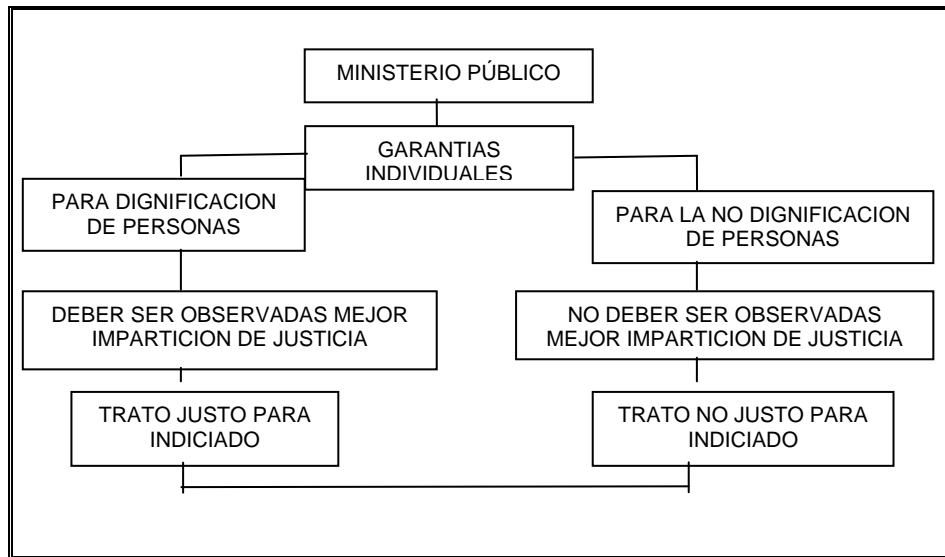 MINISTERIO PÚBLICO
GARANTIAS
INDIVIDUALES
PARA DIGNIFICACION
DE PERSONAS
PARA LA NO DIGNIFICACION
DE PERSONAS
DEBER SER OBSERVADAS MEJOR
IMPARTICION DE JUSTICIA
NO DEBER SER OBSERVADAS
MEJOR IMPARTICION DE JUSTICIA
TRATO JUSTO PARA
INDICIADO
TRATO NO JUSTO PARA
INDICIADO